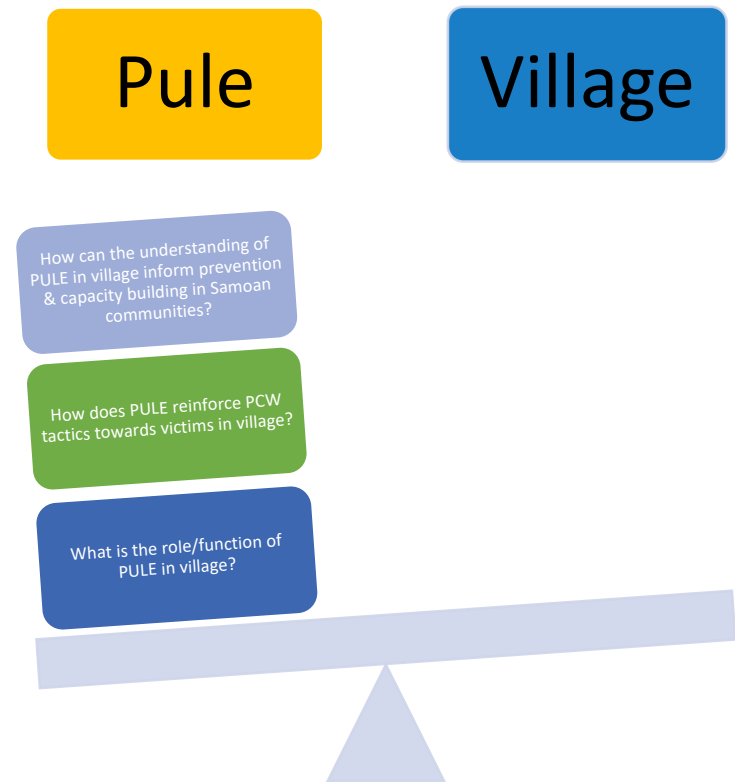 Pule
Village
How can the understanding of
PULE in village inform prevention
& capacity building in Samoan
communities?
How does PULE reinforce PCW
tactics towards victims in village?
What is the role/function of
PULE in village?